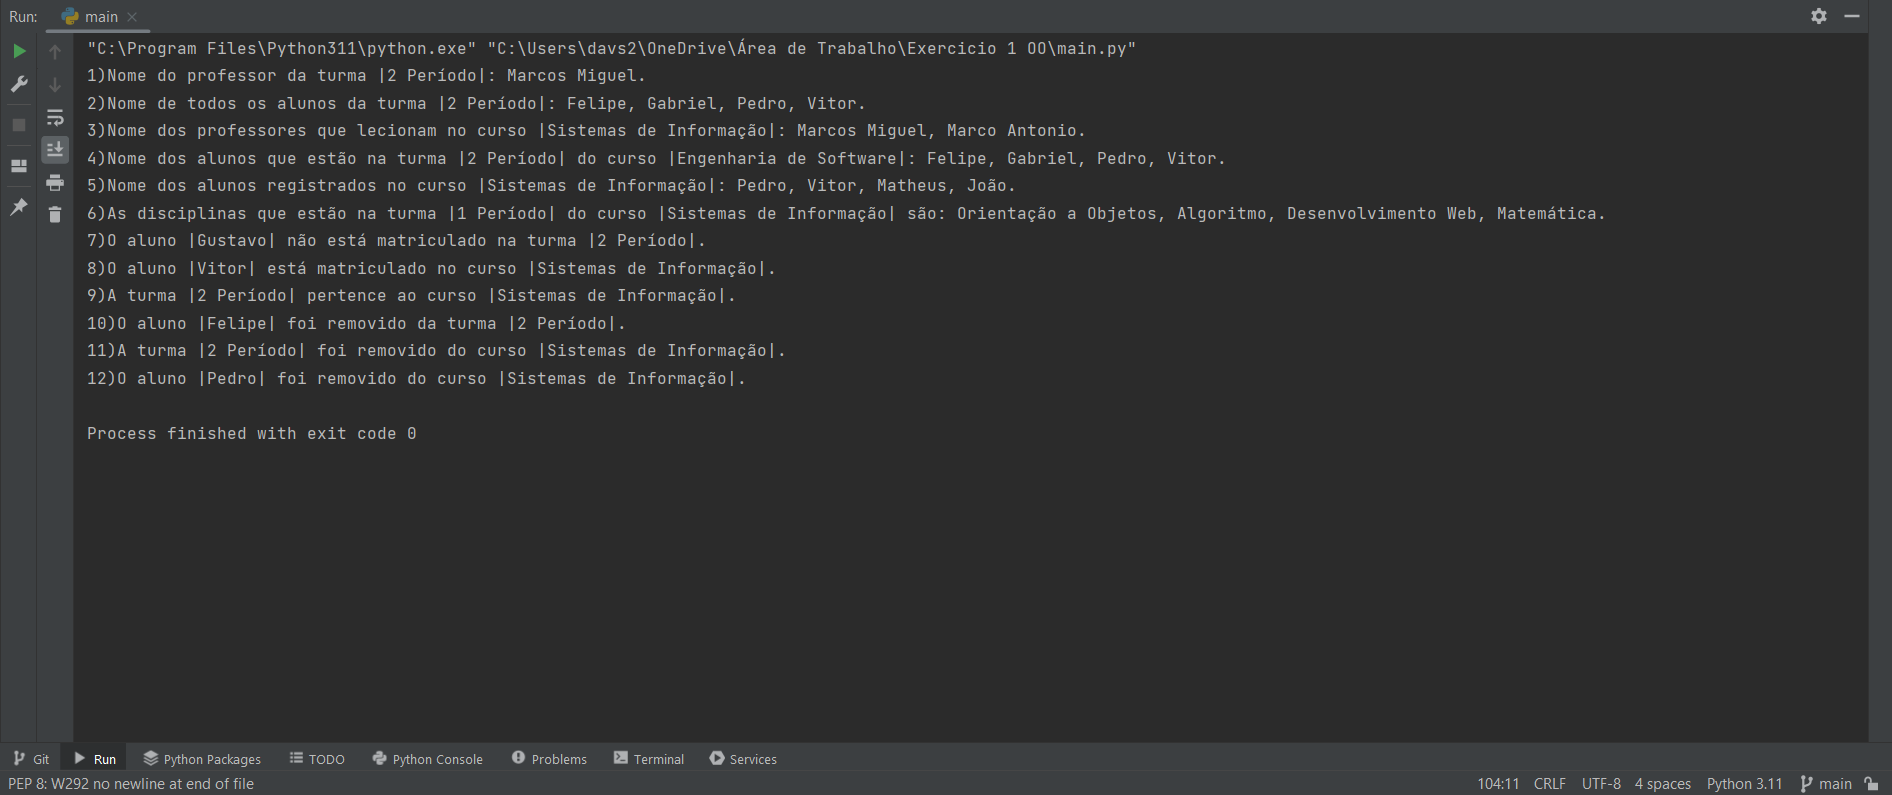 Run: main
"C:\Program Files\Python311\python.exe" "C:\Users\davs2\OneDrive\Área de Trabalho\Exercicio 1 OO\main.py"
1)Nome do professor da turma |2 Período|: Marcos Miguel.
2)Nome de todos os alunos da turma |2 Período|: Felipe, Gabriel, Pedro, Vitor.
3)Nome dos professores que lecionam no curso |Sistemas de Informação|: Marcos Miguel, Marco Antonio.
4)Nome dos alunos que estão na turma |2 Período| do curso |Engenharia de Software|: Felipe, Gabriel, Pedro, Vitor.
5)Nome dos alunos registrados no curso |Sistemas de Informação|: Pedro, Vitor, Matheus, João.
6)As disciplinas que estão na turma |1 Período| do curso |Sistemas de Informação| são: Orientação a Objetos, Algoritmo, Desenvolvimento Web, Matemática.
7)O aluno |Gustavo| não está matriculado na turma |2 Período|.
8)O aluno |Vitor| está matriculado no curso |Sistemas de Informação|.
9)A turma |2 Período| pertence ao curso |Sistemas de Informação|.
10)O aluno |Felipe| foi removido da turma |2 Período|.
11)A turma |2 Período| foi removido do curso |Sistemas de Informação|.
12)O aluno |Pedro| foi removido do curso |Sistemas de Informação|.
Process finished with exit code 0
Git Run Python Packages TODO Python Console Problems Terminal Services
PEP 8: W292 no newline at end of file 104:11 CRLF UTF-8 4 spaces Python 3.11 main